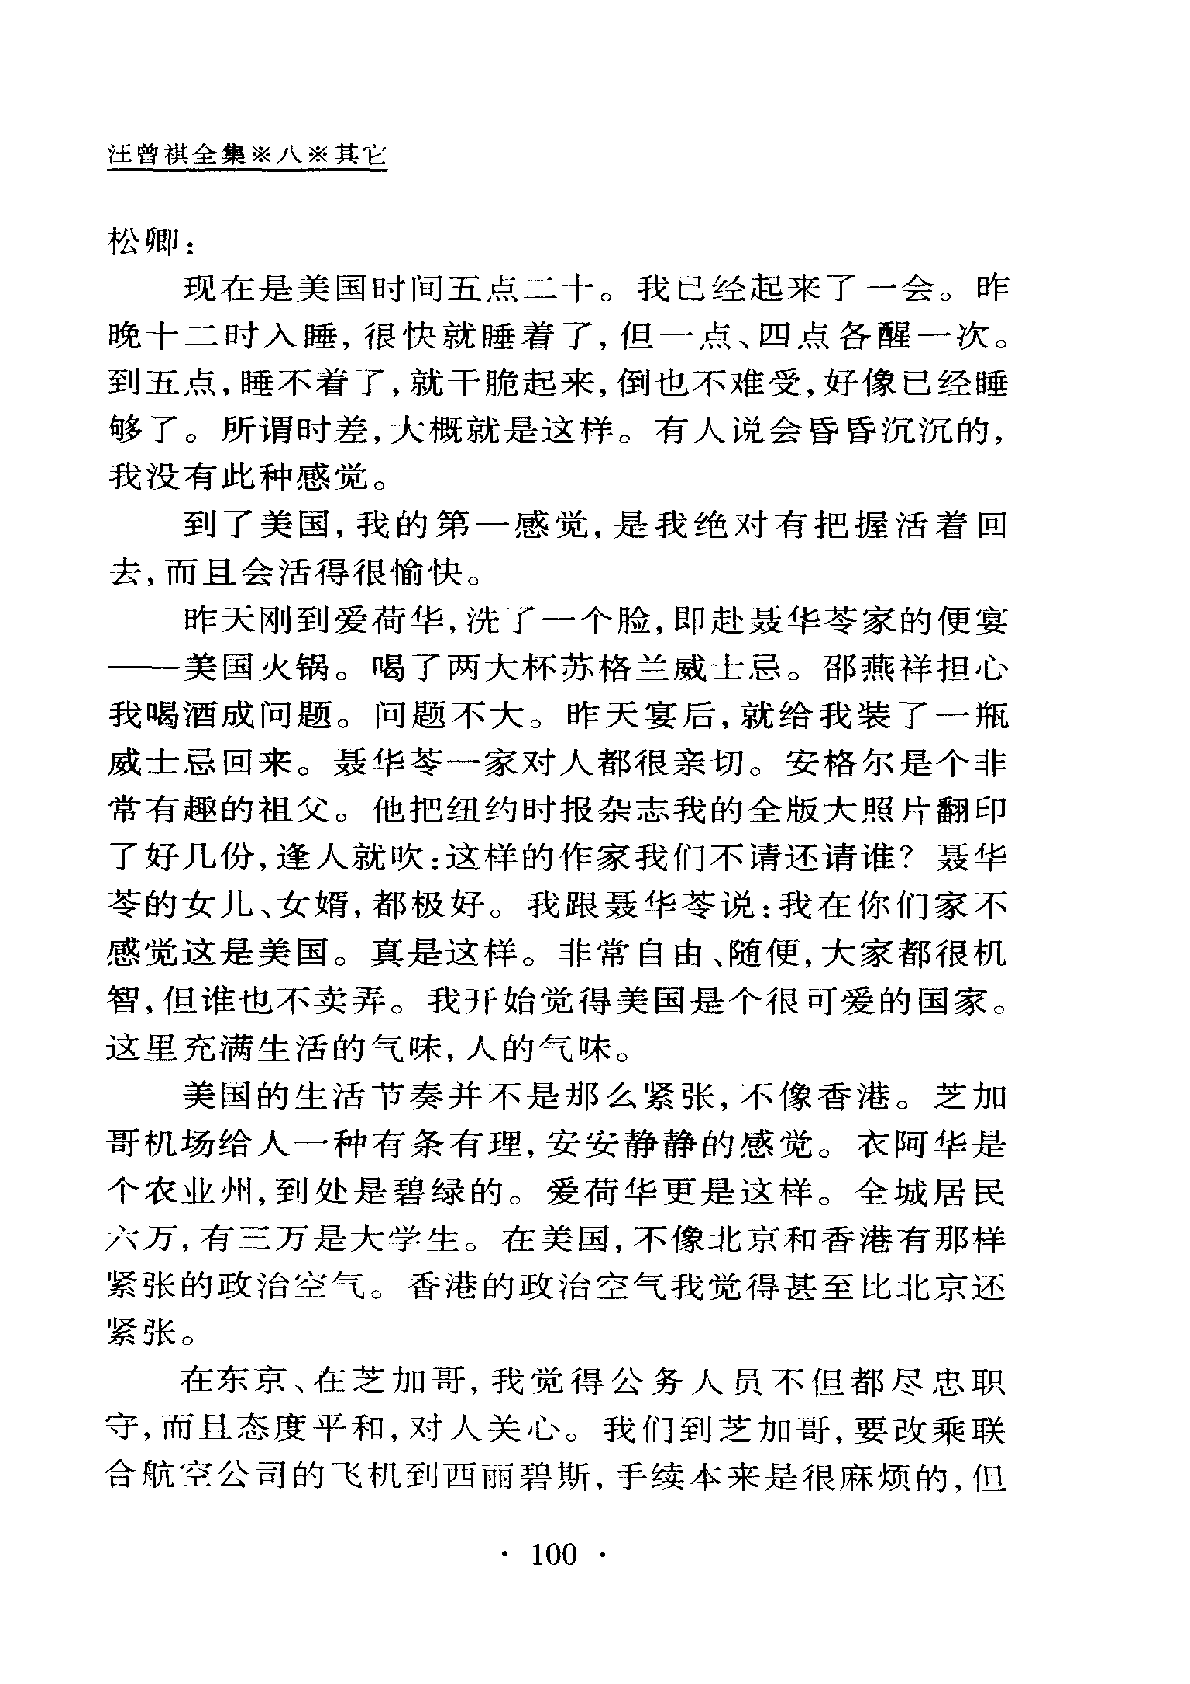 汪曾祺全集※八※其它
松卿：
现在是美国时间五点二十。我已经起来了一会。昨
晚十二时入睡，很快就睡着了，但一点、四点各醒一次。
到五点，睡不着了，就干脆起来，倒也不难受，好像已经睡
够了。所谓时差，大概就是这样。有人说会昏昏沉沉的，
我没有此种感觉。
到了美国，我的第一感觉，是我绝对有把握活着回
去，而且会活得很愉快。
昨天刚到爱荷华，洗了一个脸，即赴聂华苓家的便宴
——美国火锅。喝了两大杯苏格兰威士忌。邵燕祥担心
我喝酒成问题。问题不大。昨天宴后，就给我装了一瓶
威士忌回来。聂华苓一家对人都很亲切。安格尔是个非
常有趣的祖父。他把纽约时报杂志我的全版大照片翻印
了好几份，逢人就吹：这样的作家我们不请还请谁？聂华
苓的女儿、女婿，都极好。我跟聂华苓说：我在你们家不
感觉这是美国。真是这样。非常自由、随便，大家都很机
智，但谁也不卖弄。我开始觉得美国是个很可爱的国家。
这里充满生活的气味，人的气味。
美国的生活节奏并不是那么紧张，不像香港。芝加
哥机场给人一种有条有理，安安静静的感觉。衣阿华是
个农业州，到处是碧绿的。爱荷华更是这样。全城居民
六万，有三万是大学生。在美国，不像北京和香港有那样
紧张的政治空气。香港的政治空气我觉得甚至比北京还
紧张。
在东京、在芝加哥，我觉得公务人员不但都尽忠职
守，而且态度平和，对人关心。我们到芝加哥，要改乘联
合航空公司的飞机到西丽碧斯，手续本来是很麻烦的，但
· 100 ·